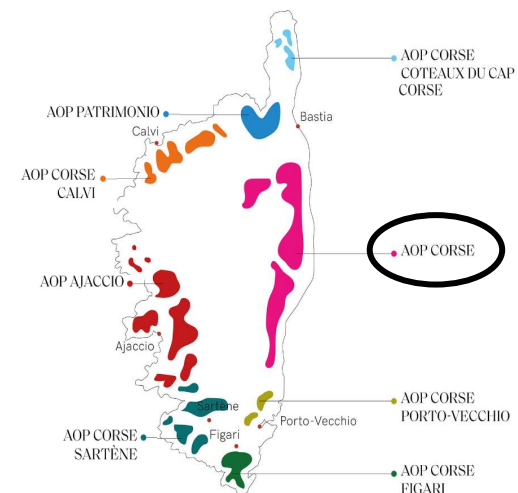 AOP CORSE
COTEAUX DU CAP
CORSE
AOP PATRIMONIO
Bastia
Calvi
AOP CORSE
CALVI
AOP CORSE
AOP AJACCIO
Ajaccio
Sartène
AOP CORSE
PORTO-VECCHIO
Porto-Vecchio
Figari
AOP CORSE
SARTÈNE
AOP CORSE
FIGARI